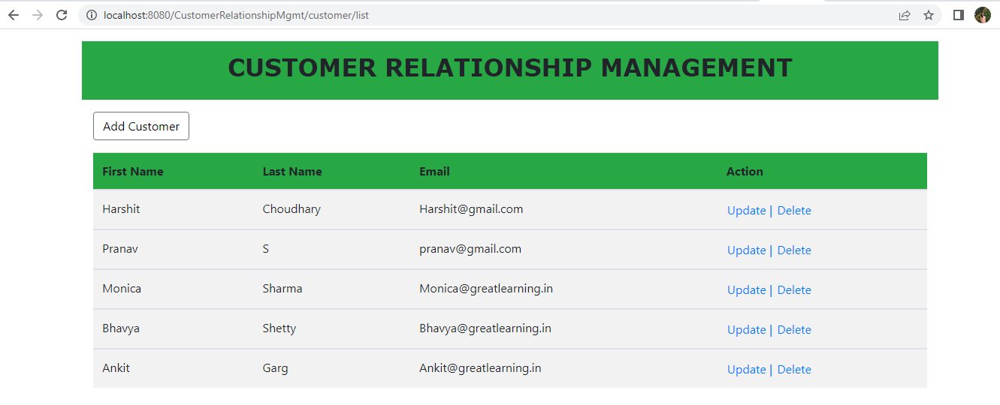 localhost:8080/CustomerRelationshipMgmt/customer/list
CUSTOMER RELATIONSHIP MANAGEMENT
Add Customer
First Name Last Name Email Action
Harshit Choudhary Harshit@gmail.com Update | Delete
Pranav S pranav@gmail.com Update | Delete
Monica Sharma Monica@greatlearning.in Update | Delete
Bhavya Shetty Bhavya@greatlearning.in Update | Delete
Ankit Garg Ankit@greatlearning.in Update | Delete